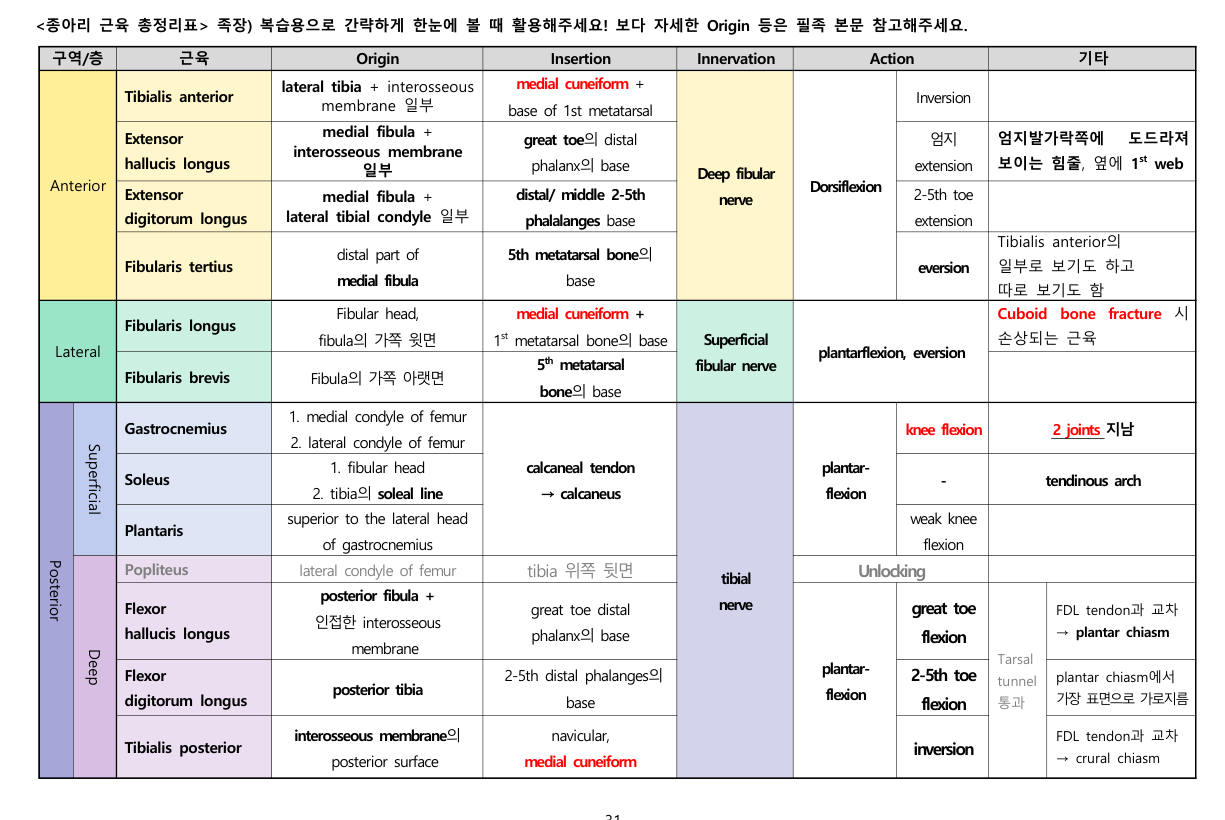 <종아리 근육 총정리표> 족장) 복습용으로 간략하게 한눈에 볼 때 활용해주세요! 보다 자세한 Origin 등은 필족 본문 참고해주세요.
구역/층 근육 Origin Insertion Innervation Action 기타
Anterior
Tibialis anterior
lateral tibia + interosseous
membrane 일부
medial cuneiform +
base of 1st metatarsal
Deep fibular
nerve
Dorsiflexion
Inversion
Extensor
hallucis longus
medial fibula +
interosseous membrane
일부
great toe의 distal
phalanx의 base
엄지
extension
엄지발가락쪽에 도드라져
보이는 힘줄, 옆에 1st web
Extensor
digitorum longus
medial fibula +
lateral tibial condyle 일부
distal/ middle 2-5th
phalalanges base
2-5th toe
extension
Fibularis tertius
distal part of
medial fibula
5th metatarsal bone의
base
eversion
Tibialis anterior의
일부로 보기도 하고
따로 보기도 함
Lateral
Fibularis longus
Fibular head,
fibula의 가쪽 윗면
medial cuneiform +
1st metatarsal bone의 base
Superficial
fibular nerve
plantarflexion, eversion
Cuboid bone fracture 시
손상되는 근육
Fibularis brevis
Fibula의 가쪽 아랫면
5th metatarsal
bone의 base
Posterior
Superficial
Gastrocnemius
1. medial condyle of femur
2. lateral condyle of femur
calcaneal tendon
→ calcaneus
tibial
nerve
plantar-
flexion
knee flexion
2 joints 지남
Soleus
1. fibular head
2. tibia의 soleal line
-
tendinous arch
Plantaris
superior to the lateral head
of gastrocnemius
weak knee
flexion
Deep
Popliteus
lateral condyle of femur
tibia 위쪽 뒷면
Unlocking
Flexor
hallucis longus
posterior fibula +
인접한 interosseous
membrane
great toe distal
phalanx의 base
plantar-
flexion
great toe
flexion
Tarsal
tunnel
통과
FDL tendon과 교차
→ plantar chiasm
Flexor
digitorum longus
posterior tibia
2-5th distal phalanges의
base
2-5th toe
flexion
plantar chiasm에서
가장 표면으로 가로지름
Tibialis posterior
interosseous membrane의
posterior surface
navicular,
medial cuneiform
inversion
FDL tendon과 교차
→ crural chiasm